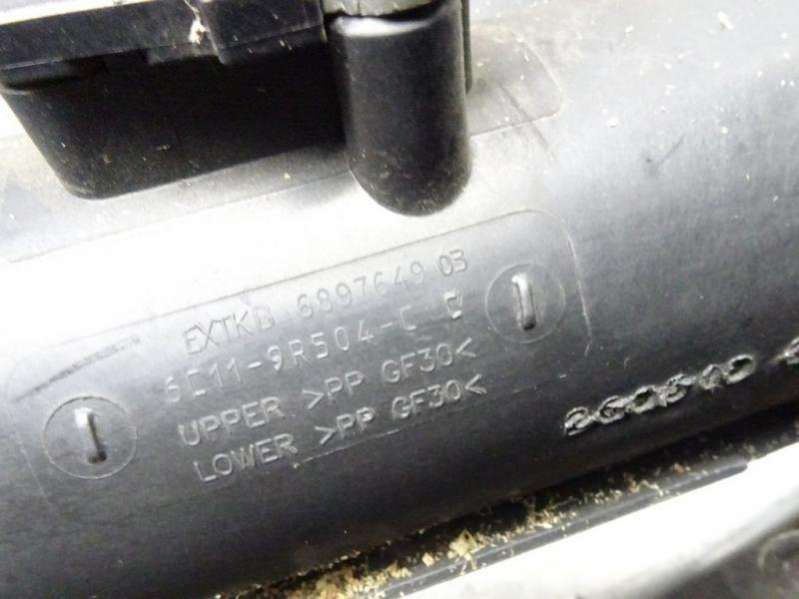 EXTKB 6897649 03
6C11-9R504-C
UPPER >PP GF30<
LOWER >PP GF30<